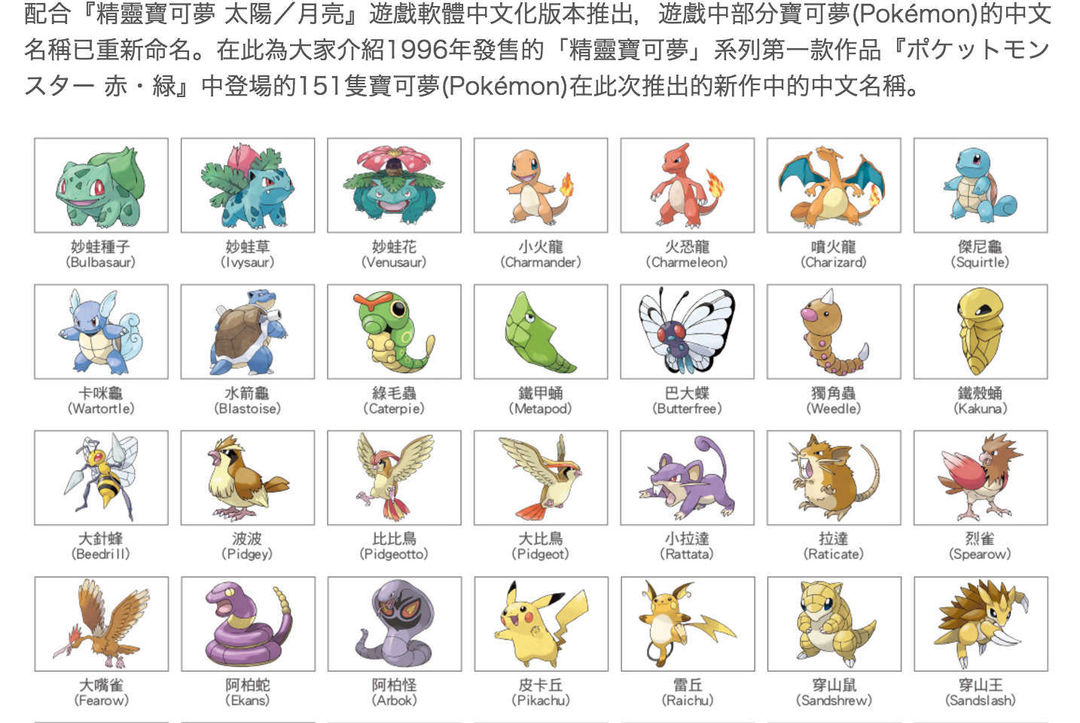 配合『精靈寶可夢 太陽／月亮』遊戲軟體中文化版本推出，遊戲中部分寶可夢(Pokémon)的中文
名稱已重新命名。在此為大家介紹1996年發售的「精靈寶可夢」系列第一款作品『ポケットモン
スター 赤・緑』中登場的151隻寶可夢(Pokémon)在此次推出的新作中的中文名稱。
妙蛙種子
(Bulbasaur)
妙蛙草
(Ivysaur)
妙蛙花
(Venusaur)
小火龍
(Charmander)
火恐龍
(Charmeleon)
噴火龍
(Charizard)
傑尼龜
(Squirtle)
卡咪龜
(Wartortle)
水箭龜
(Blastoise)
綠毛蟲
(Caterpie)
鐵甲蛹
(Metapod)
巴大蝶
(Butterfree)
獨角蟲
(Weedle)
鐵殼蛹
(Kakuna)
大針蜂
(Beedrill)
波波
(Pidgey)
比比鳥
(Pidgeotto)
大比鳥
(Pidgeot)
小拉達
(Rattata)
拉達
(Raticate)
烈雀
(Spearow)
大嘴雀
(Fearow)
阿柏蛇
(Ekans)
阿柏怪
(Arbok)
皮卡丘
(Pikachu)
雷丘
(Raichu)
穿山鼠
(Sandshrew)
穿山王
(Sandslash)